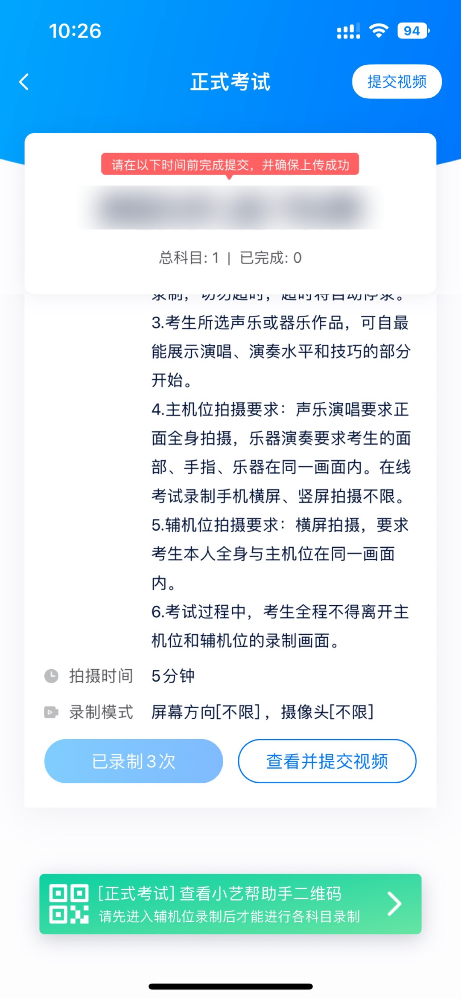 10:26
94
正式考试
提交视频
请在以下时间前完成提交，并确保上传成功
总科目: 1 | 已完成: 0
录制，切勿超时，超时将自动停录。
3.考生所选声乐或器乐作品，可自最
能展示演唱、演奏水平和技巧的部分
开始。
4.主机位拍摄要求：声乐演唱要求正
面全身拍摄，乐器演奏要求考生的面
部、手指、乐器在同一画面内。在线
考试录制手机横屏、竖屏拍摄不限。
5.辅机位拍摄要求：横屏拍摄，要求
考生本人全身与主机位在同一画面
内。
6.考试过程中，考生全程不得离开主
机位和辅机位的录制画面。
拍摄时间 5分钟
录制模式 屏幕方向[不限]，摄像头[不限]
已录制3次
查看并提交视频
[正式考试] 查看小艺帮助手二维码
请先进入辅机位录制后才能进行各科目录制